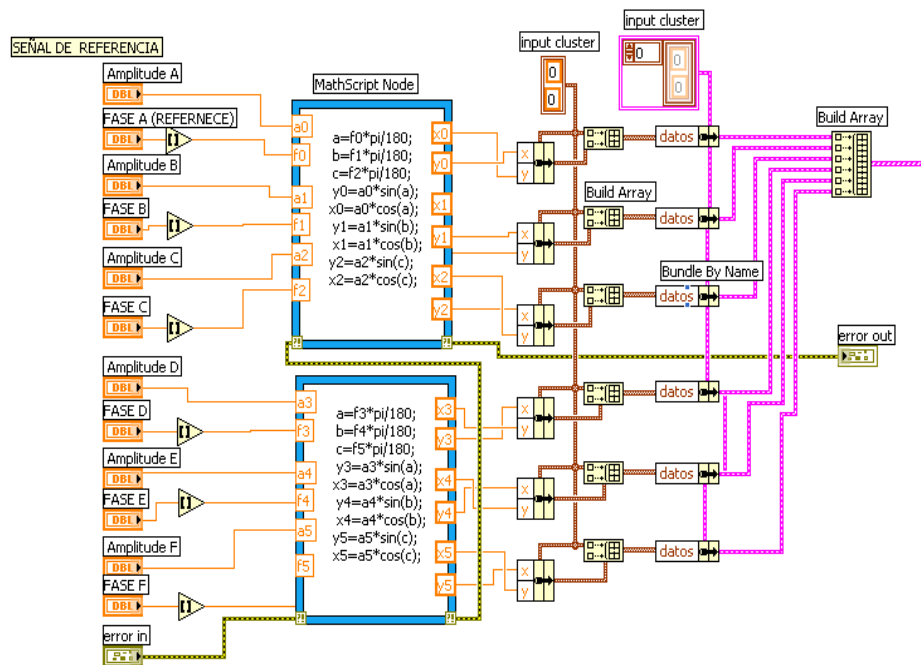 SEÑAL DE REFERENCIA
Amplitude A
DBL
FASE A (REFERNECE)
DBL
Amplitude B
DBL
FASE B
DBL
Amplitude C
DBL
FASE C
DBL
MathScript Node
a0
f0
a1
f1
a2
f2
a=f0*pi/180;
b=f1*pi/180;
c=f2*pi/180;
y0=a0*sin(a);
x0=a0*cos(a);
y1=a1*sin(b);
x1=a1*cos(b);
y2=a2*sin(c);
x2=a2*cos(c);
x0
y0
x1
y1
x2
y2
Amplitude D
DBL
FASE D
DBL
Amplitude E
DBL
FASE E
DBL
Amplitude F
DBL
FASE F
DBL
error in
a3
f3
a4
f4
a5
f5
a=f3*pi/180;
b=f4*pi/180;
c=f5*pi/180;
y3=a3*sin(a);
x3=a3*cos(a);
y4=a4*sin(b);
x4=a4*cos(b);
y5=a5*sin(c);
x5=a5*cos(c);
x3
y3
x4
y4
x5
y5
input cluster
0
0
input cluster
0
0
0
x
y
datos
Build Array
x
y
datos
Bundle By Name
x
y
datos
x
y
datos
x
y
datos
x
y
datos
Build Array
error out